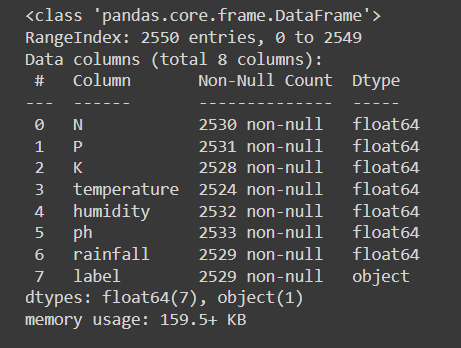 <class 'pandas.core.frame.DataFrame'>
RangeIndex: 2550 entries, 0 to 2549
Data columns (total 8 columns):
 #   Column       Non-Null Count  Dtype
---  ------       --------------  -----
 0   N            2530 non-null   float64
 1   P            2531 non-null   float64
 2   K            2528 non-null   float64
 3   temperature  2524 non-null   float64
 4   humidity     2532 non-null   float64
 5   ph           2533 non-null   float64
 6   rainfall     2529 non-null   float64
 7   label        2529 non-null   object
dtypes: float64(7), object(1)
memory usage: 159.5+ KB